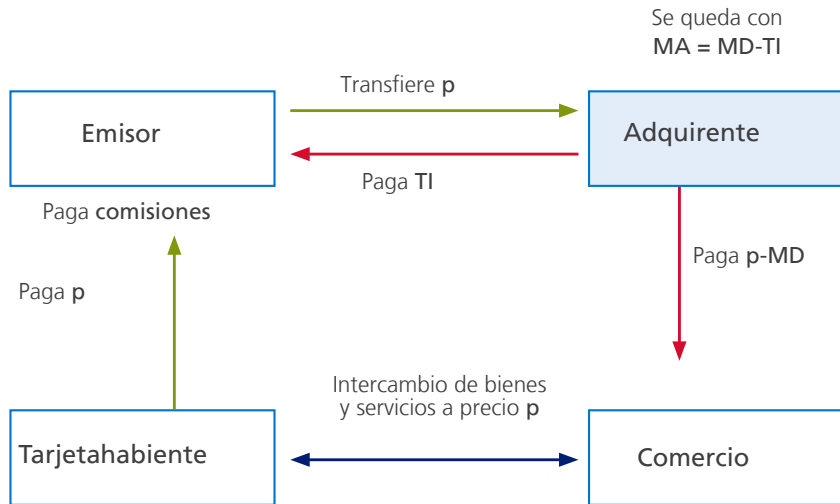 Se queda con
MA = MD-TI
Transfiere p
Emisor
Adquirente
Paga TI
Paga comisiones
Paga p-MD
Paga p
Intercambio de bienes
y servicios a precio p
Tarjetahabiente
Comercio